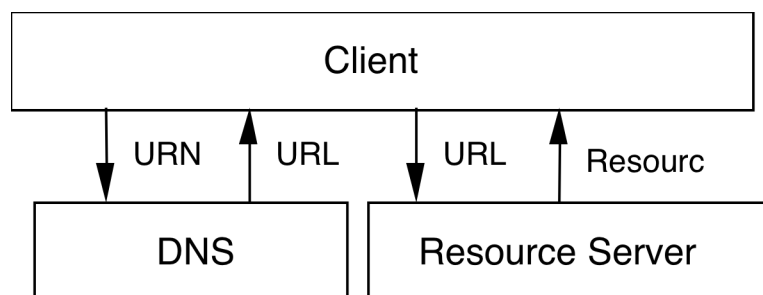 Client
URN
URL
URL
Resourc
DNS
Resource Server